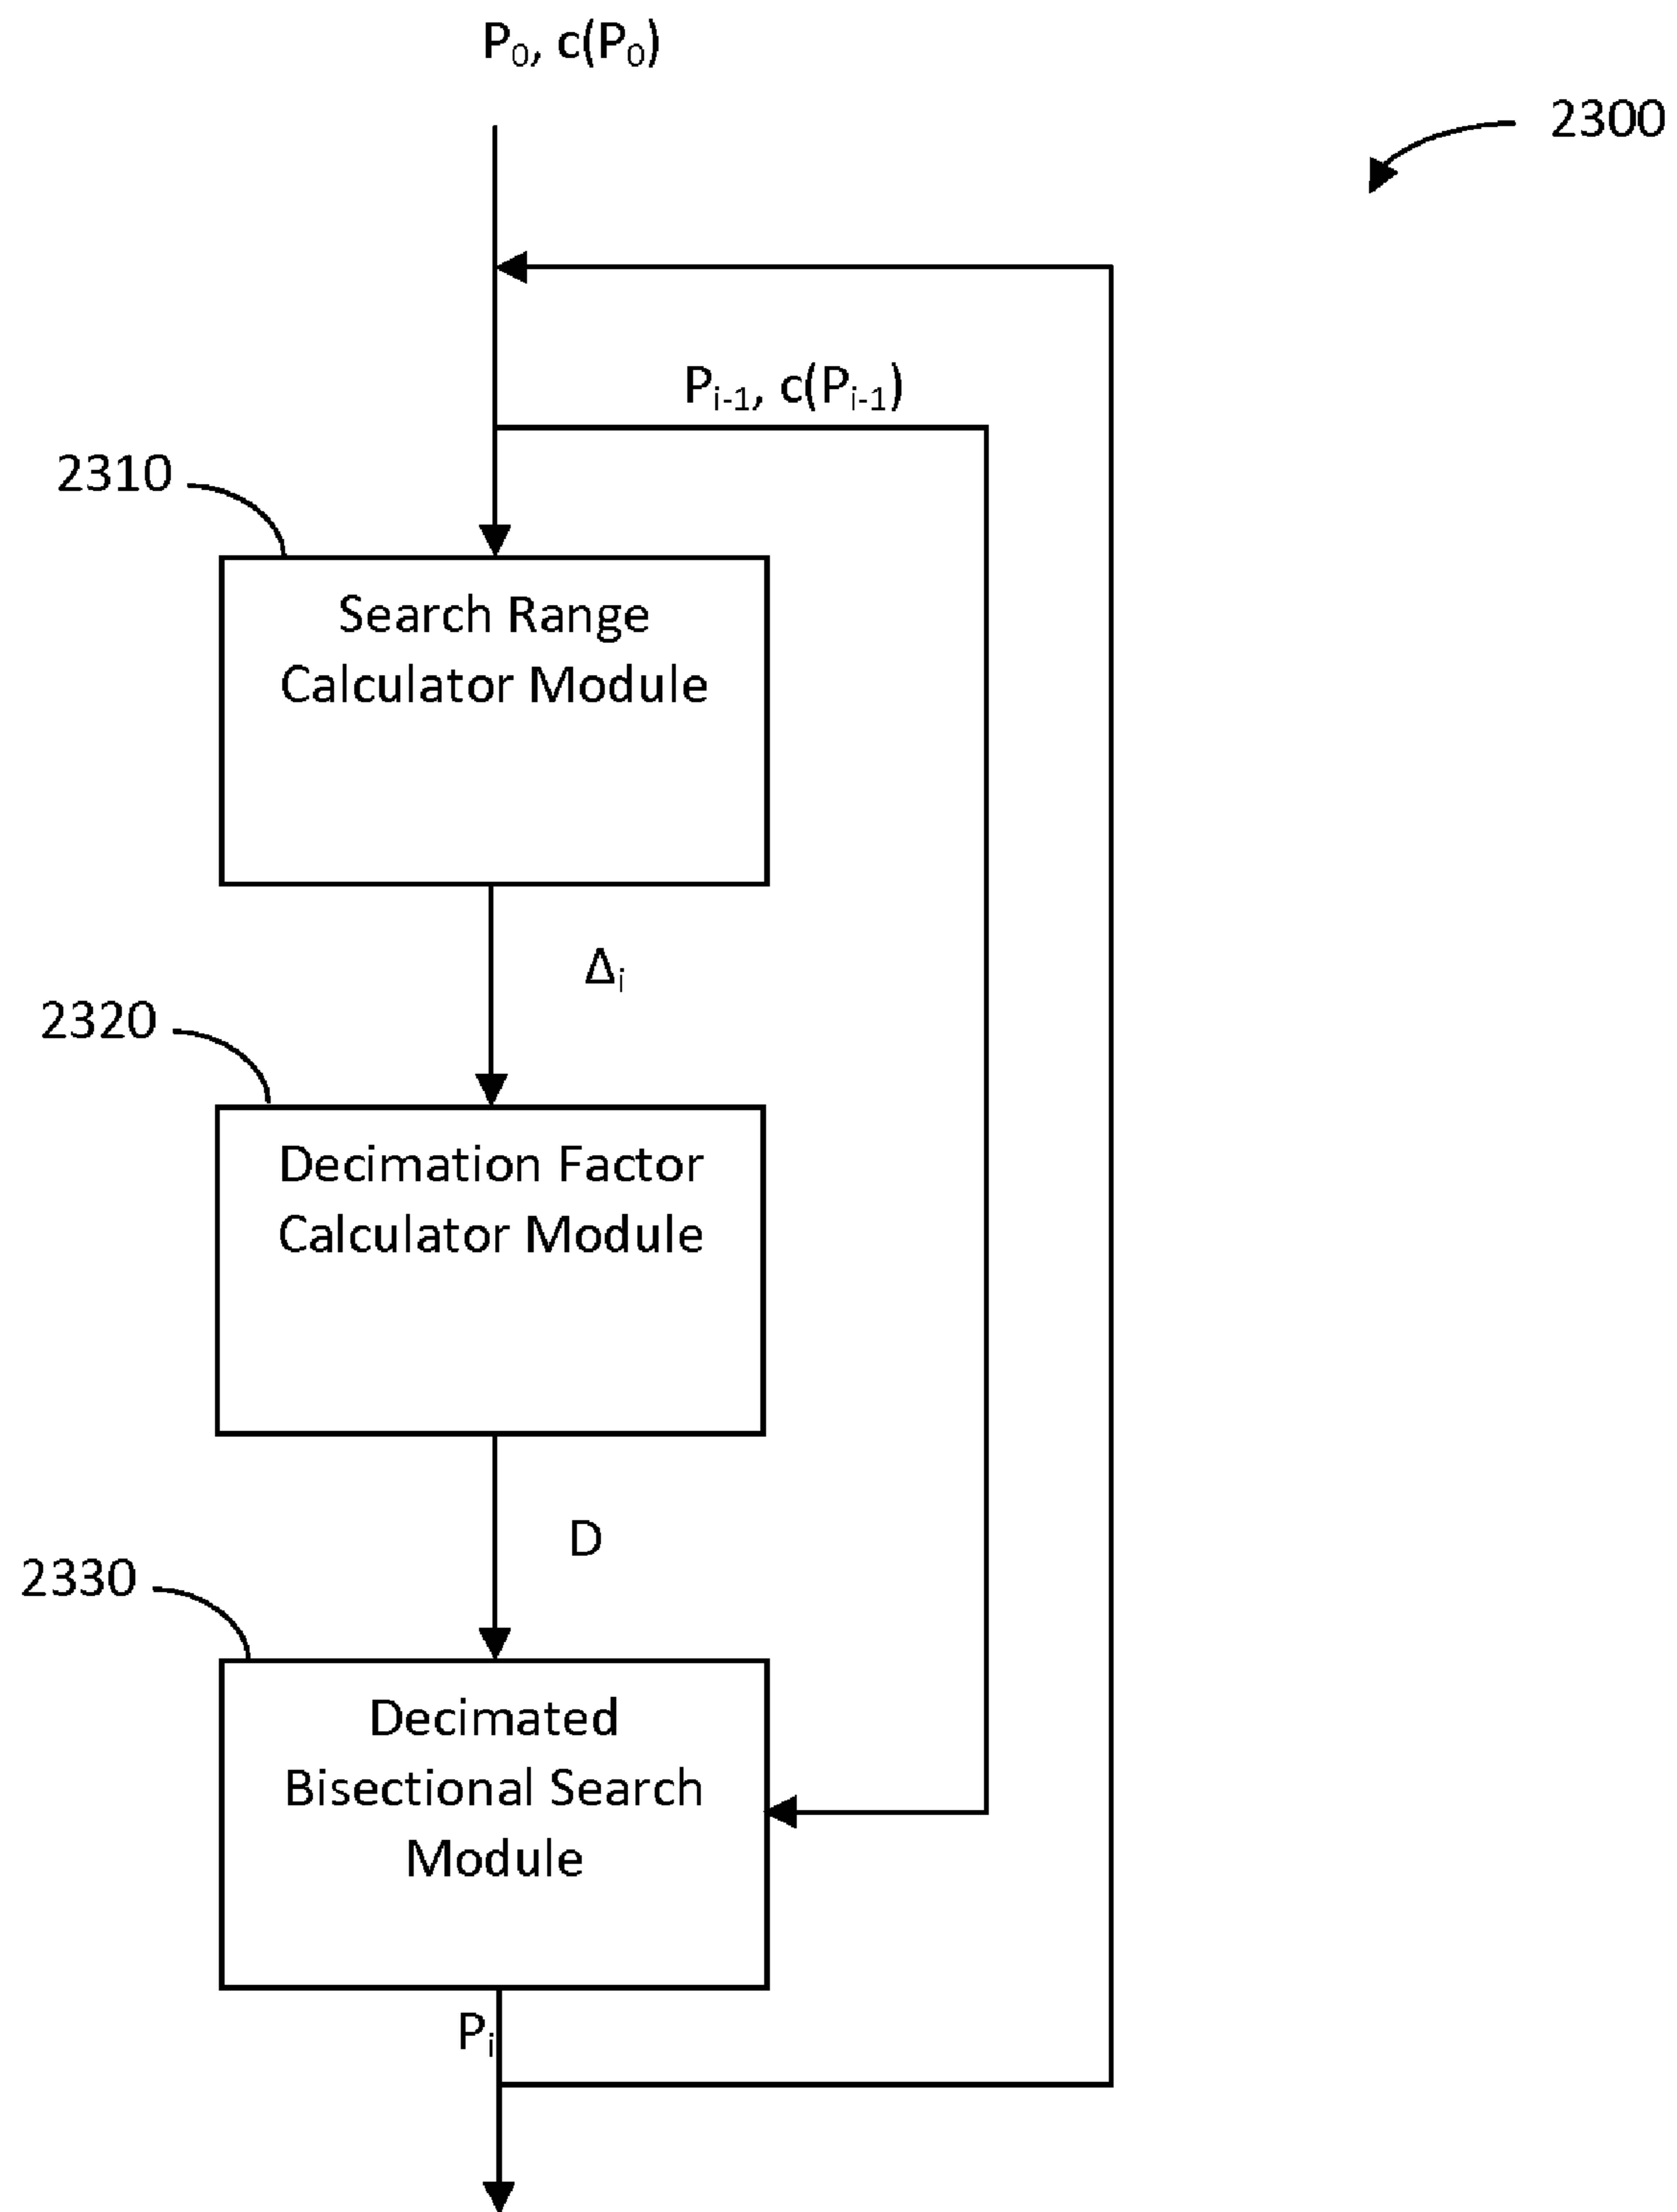 P₀, c(P₀)
2300
Pᵢ₋₁, c(Pᵢ₋₁)
2310
Search Range
Calculator Module
Δᵢ
2320
Decimation Factor
Calculator Module
D
2330
Decimated
Bisectional Search
Module
Pᵢ